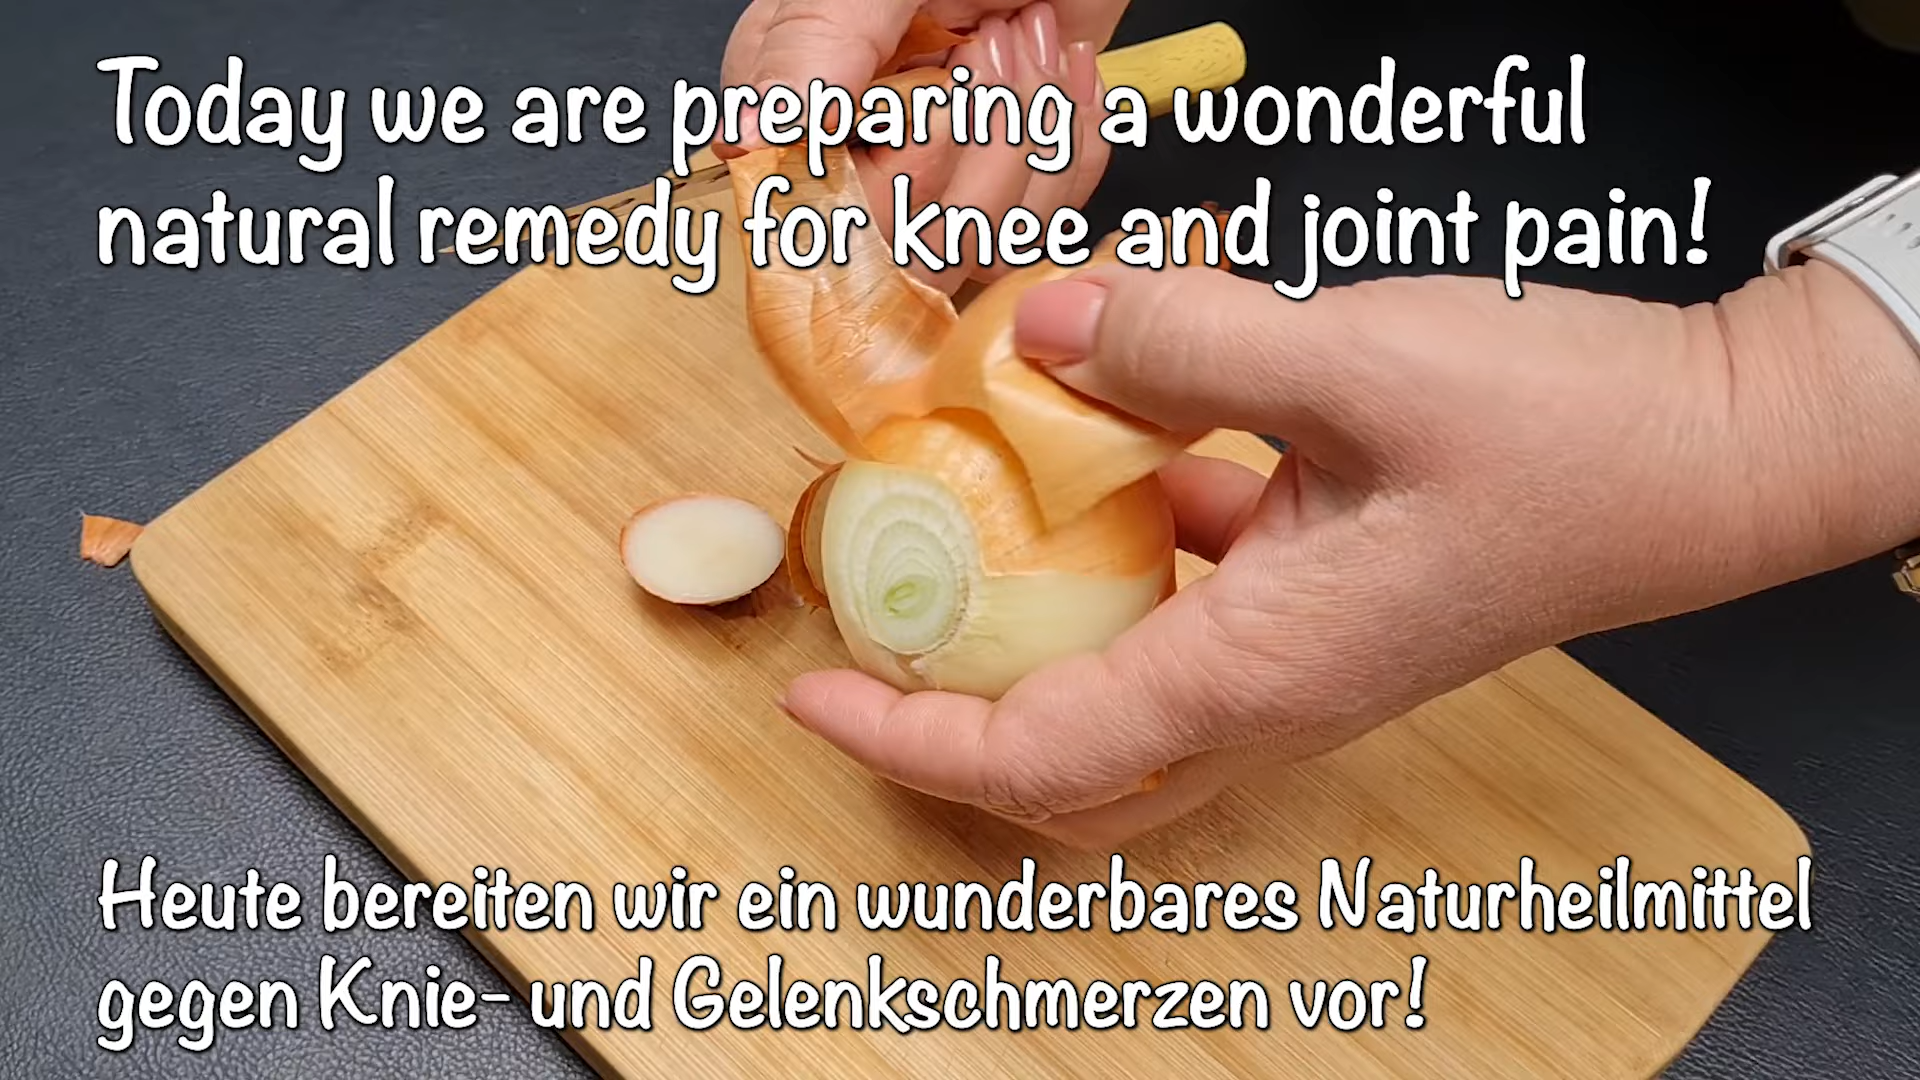 Today we are preparing a wonderful
natural remedy for knee and joint pain!
Heute bereiten wir ein wunderbares Naturheilmittel
gegen Knie- und Gelenkschmerzen vor!